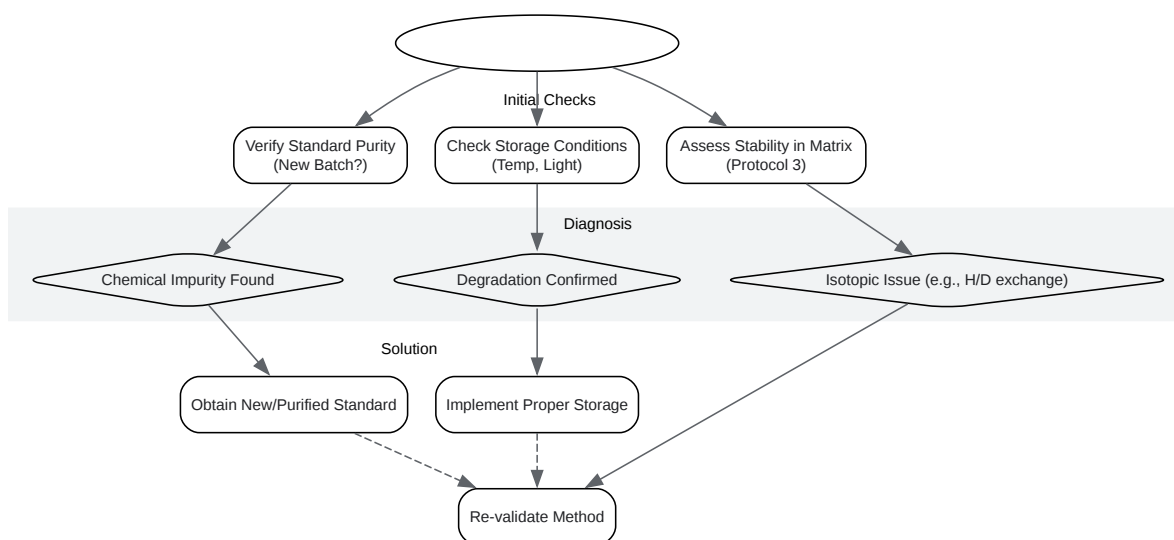 Initial Checks
Verify Standard Purity
(New Batch?)
Check Storage Conditions
(Temp, Light)
Assess Stability in Matrix
(Protocol 3)
Diagnosis
Chemical Impurity Found
Degradation Confirmed
Isotopic Issue (e.g., H/D exchange)
Solution
Obtain New/Purified Standard
Implement Proper Storage
Re-validate Method